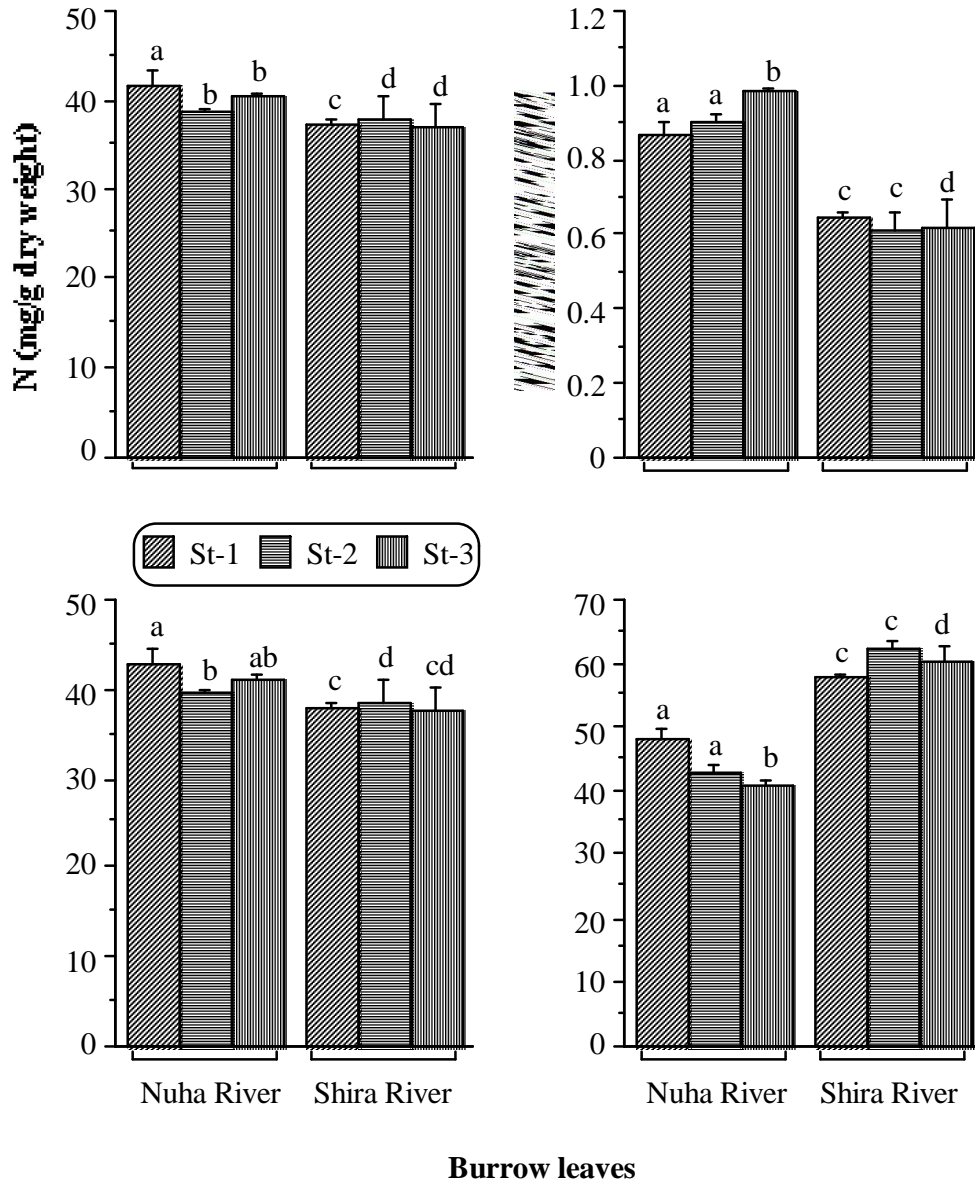 50
40
30
20
10
0
N (mg/g dry weight)
a
b
b
c
d
d
1.2
1.0
0.8
0.6
0.4
0.2
0
a
a
b
c
c
d
St-1 St-2 St-3
50
40
30
20
10
0
a
b
ab
c
d
cd
Nuha River Shira River
70
60
50
40
30
20
10
0
a
a
b
c
c
d
Nuha River Shira River
Burrow leaves